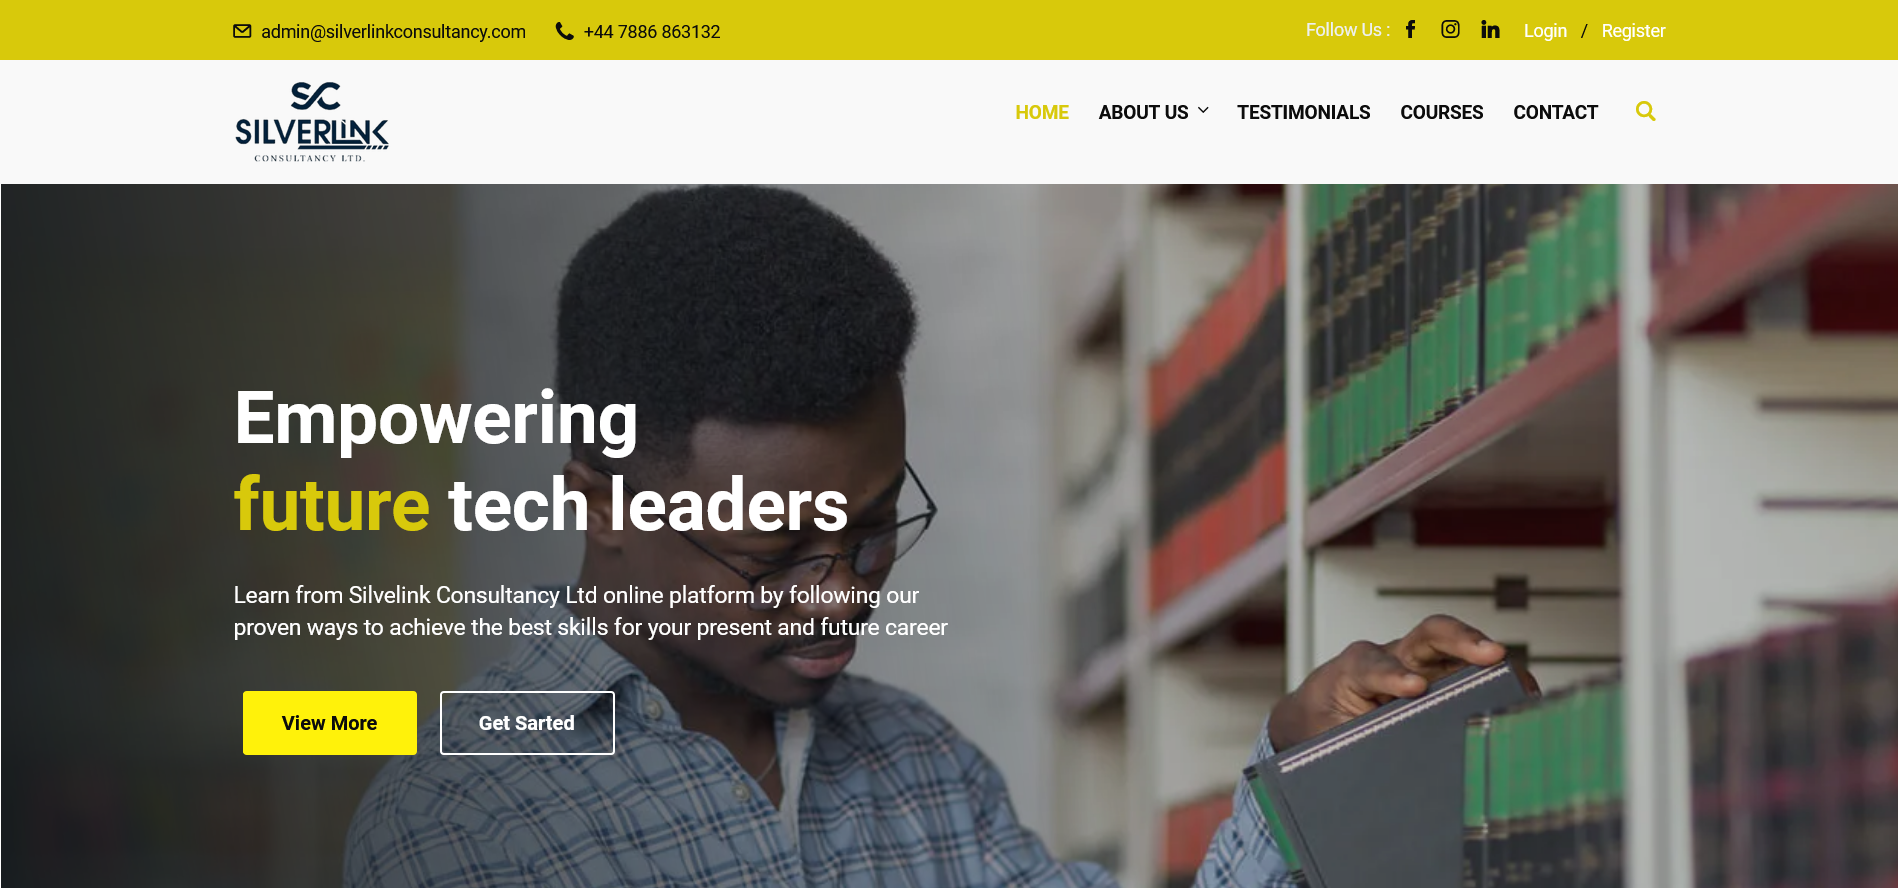 admin@silverlinkconsultancy.com +44 7886 863132 Follow Us : Login / Register
SC
SILVERLINK
CONSULTANCY LTD.
HOME ABOUT US TESTIMONIALS COURSES CONTACT
Empowering
future tech leaders
Learn from Silvelink Consultancy Ltd online platform by following our
proven ways to achieve the best skills for your present and future career
View More Get Sarted